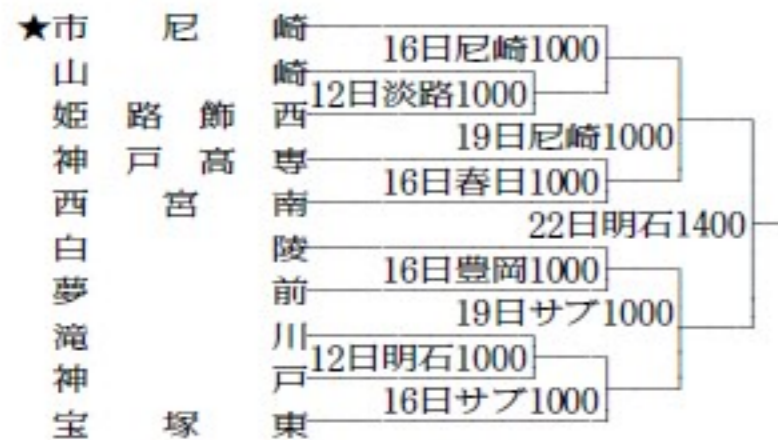 ★市尼崎
16日尼崎1000
山崎
12日淡路1000
姫路飾西
19日尼崎1000
神戸高専
16日春日1000
西宮南
22日明石1400
白陵
16日豊岡1000
夢前
19日サブ1000
滝川
12日明石1000
神戸
16日サブ1000
宝塚東